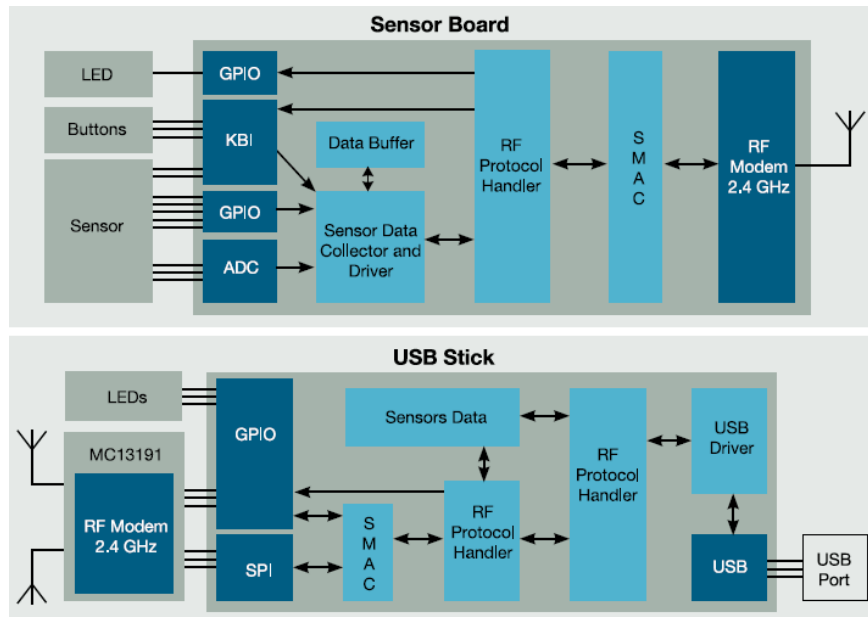 Sensor Board
LED
GPIO
Buttons
KBI
Data Buffer
RF
Protocol
Handler
S
M
A
C
RF
Modem
2.4 GHz
Sensor
GPIO
Sensor Data
Collector and
Driver
ADC
USB Stick
LEDs
GPIO
Sensors Data
USB
Driver
MC13191
RF Modem
2.4 GHz
RF
Protocol
Handler
S
M
A
C
RF
Protocol
Handler
SPI
USB
USB
Port